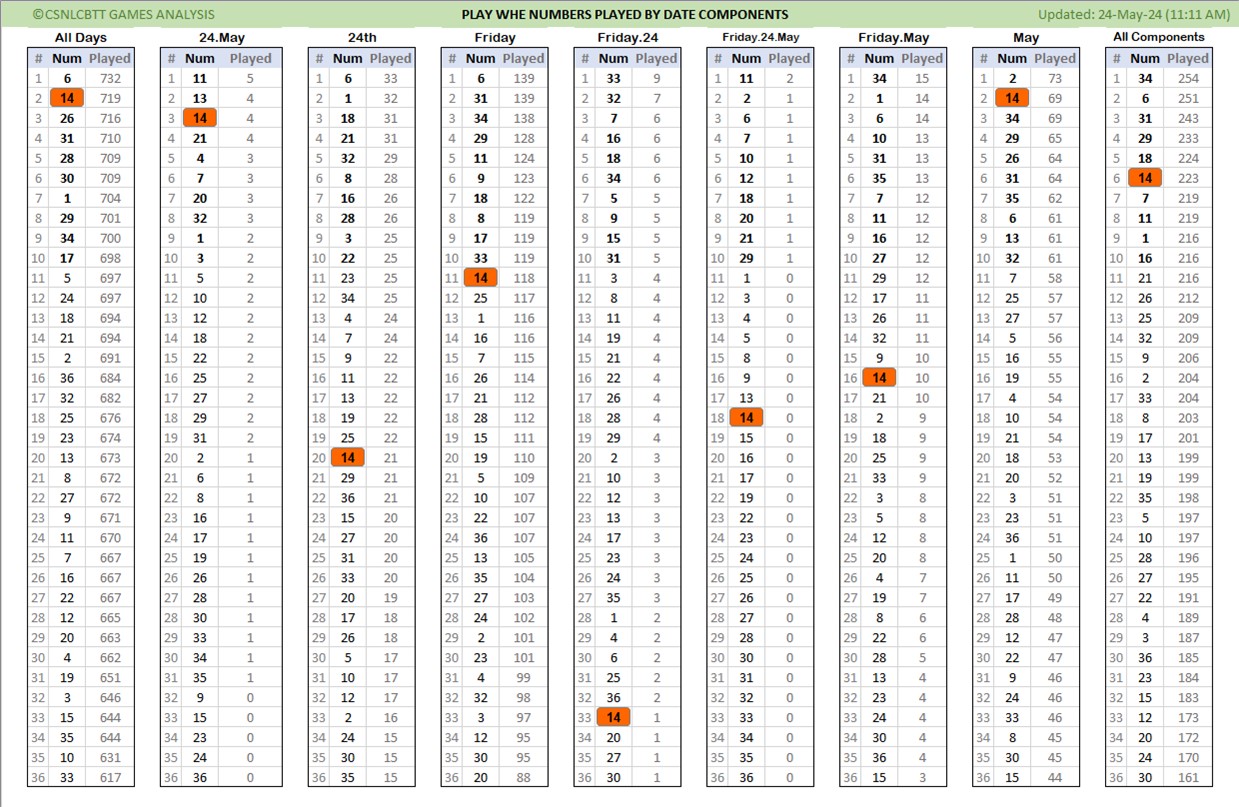 ©CSNLCBTT GAMES ANALYSIS PLAY WHE NUMBERS PLAYED BY DATE COMPONENTS Updated: 24-May-24 (11:11 AM)
All Days 24.May 24th Friday Friday.24 Friday.24.May Friday.May May All Components
# Num Played # Num Played # Num Played # Num Played # Num Played # Num Played # Num Played # Num Played # Num Played
1 6 732 1 11 5 1 6 33 1 6 139 1 33 9 1 11 2 1 34 15 1 2 73 1 34 254
2 14 719 2 13 4 2 1 32 2 31 139 2 32 7 2 2 1 2 1 14 2 14 69 2 6 251
3 26 716 3 14 4 3 18 31 3 34 138 3 7 6 3 6 1 3 6 14 3 34 69 3 31 243
4 31 710 4 21 4 4 21 31 4 29 128 4 16 6 4 7 1 4 10 13 4 29 65 4 29 233
5 28 709 5 4 3 5 32 29 5 11 124 5 18 6 5 10 1 5 31 13 5 26 64 5 18 224
6 30 709 6 7 3 6 8 28 6 9 123 6 34 6 6 12 1 6 35 13 6 31 64 6 14 223
7 1 704 7 20 3 7 16 26 7 18 122 7 5 5 7 18 1 7 7 12 7 35 62 7 7 219
8 29 701 8 32 3 8 28 26 8 8 119 8 9 5 8 20 1 8 11 12 8 6 61 8 11 219
9 34 700 9 1 2 9 3 25 9 17 119 9 15 5 9 21 1 9 16 12 9 13 61 9 1 216
10 17 698 10 3 2 10 22 25 10 33 119 10 31 5 10 29 1 10 27 12 10 32 61 10 16 216
11 5 697 11 5 2 11 23 25 11 14 118 11 3 4 11 1 0 11 29 12 11 7 58 11 21 216
12 24 697 12 10 2 12 34 25 12 25 117 12 8 4 12 3 0 12 17 11 12 25 57 12 26 212
13 18 694 13 12 2 13 4 24 13 1 116 13 11 4 13 4 0 13 26 11 13 27 57 13 25 209
14 21 694 14 18 2 14 7 24 14 16 116 14 19 4 14 5 0 14 32 11 14 5 56 14 32 209
15 2 691 15 22 2 15 9 22 15 7 115 15 21 4 15 8 0 15 9 10 15 16 55 15 9 206
16 36 684 16 25 2 16 11 22 16 26 114 16 22 4 16 9 0 16 14 10 16 19 55 16 2 204
17 32 682 17 27 2 17 13 22 17 21 112 17 26 4 17 13 0 17 21 10 17 4 54 17 33 204
18 25 676 18 29 2 18 19 22 18 28 112 18 28 4 18 14 0 18 2 9 18 10 54 18 8 203
19 23 674 19 31 2 19 25 22 19 15 111 19 29 4 19 15 0 19 18 9 19 21 54 19 17 201
20 13 673 20 2 1 20 14 21 20 19 110 20 2 3 20 16 0 20 25 9 20 18 53 20 13 199
21 8 672 21 6 1 21 29 21 21 5 109 21 10 3 21 17 0 21 33 9 21 20 52 21 19 199
22 27 672 22 8 1 22 36 21 22 10 107 22 12 3 22 19 0 22 3 8 22 3 51 22 35 198
23 9 671 23 16 1 23 15 20 23 22 107 23 13 3 23 22 0 23 5 8 23 23 51 23 5 197
24 11 670 24 17 1 24 27 20 24 36 107 24 17 3 24 23 0 24 12 8 24 36 51 24 10 197
25 7 667 25 19 1 25 31 20 25 13 105 25 23 3 25 24 0 25 20 8 25 1 50 25 28 196
26 16 667 26 26 1 26 33 20 26 35 104 26 24 3 26 25 0 26 4 7 26 11 50 26 27 195
27 22 667 27 28 1 27 20 19 27 27 103 27 35 3 27 26 0 27 19 7 27 17 49 27 22 191
28 12 665 28 30 1 28 17 18 28 24 102 28 1 2 28 27 0 28 8 6 28 28 48 28 4 189
29 20 663 29 33 1 29 26 18 29 2 101 29 4 2 29 28 0 29 22 6 29 12 47 29 3 187
30 4 662 30 34 1 30 5 17 30 23 101 30 6 2 30 30 0 30 28 5 30 22 47 30 36 185
31 19 651 31 35 1 31 10 17 31 4 99 31 25 2 31 31 0 31 13 4 31 9 46 31 23 184
32 3 646 32 9 0 32 12 17 32 32 98 32 36 2 32 32 0 32 23 4 32 24 46 32 15 183
33 15 644 33 15 0 33 2 16 33 3 97 33 14 1 33 33 0 33 24 4 33 33 46 33 12 173
34 35 644 34 23 0 34 24 15 34 12 95 34 20 1 34 34 0 34 30 4 34 8 45 34 20 172
35 10 631 35 24 0 35 30 15 35 30 95 35 27 1 35 35 0 35 36 4 35 30 45 35 24 170
36 33 617 36 36 0 36 35 15 36 20 88 36 30 1 36 36 0 36 15 3 36 15 44 36 30 161